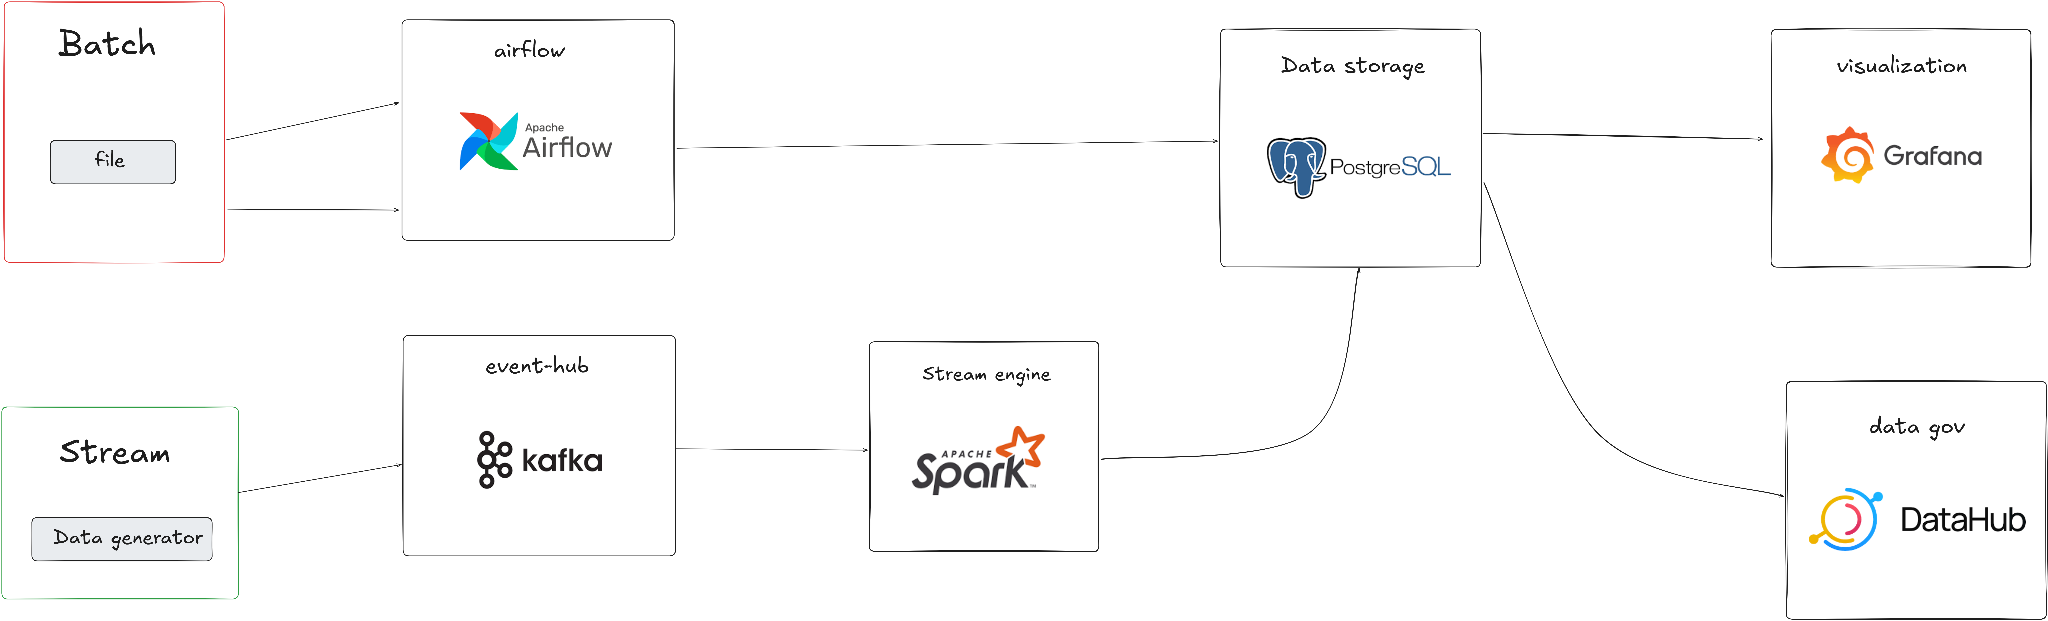 Batch
file
airflow
Apache
Airflow
Data storage
PostgreSQL
visualization
Grafana
Stream
Data generator
event-hub
kafka
Stream engine
APACHE
Spark
TM
data gov
DataHub